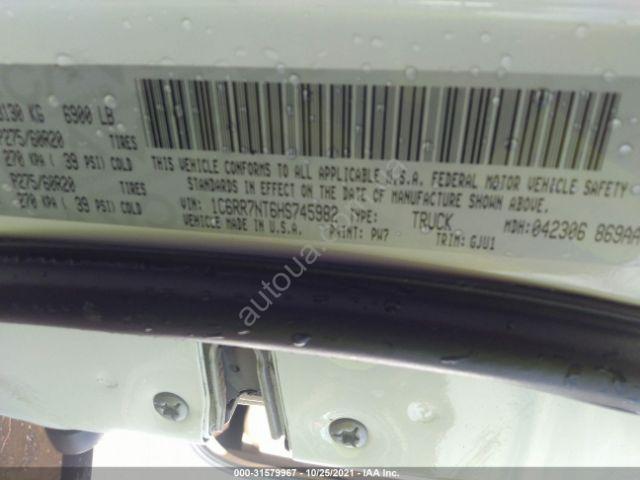 3130 KG 6900 LB
P275/60R20 TIRES
270 KPA ( 39 PSI) COLD
P275/60R20 TIRES
270 KPA ( 39 PSI) COLD
THIS VEHICLE CONFORMS TO ALL APPLICABLE U.S.A. FEDERAL MOTOR VEHICLE SAFETY
STANDARDS IN EFFECT ON THE DATE OF MANUFACTURE SHOWN ABOVE.
VIN: 1C6RR7NT6HS745982 TYPE: TRUCK
VEHICLE MADE IN U.S.A. PAINT: PW7 TRIM: GJU1 MDH: 042306 869AA
autoua.com
000-31579967 - 10/25/2021 - IAA Inc.